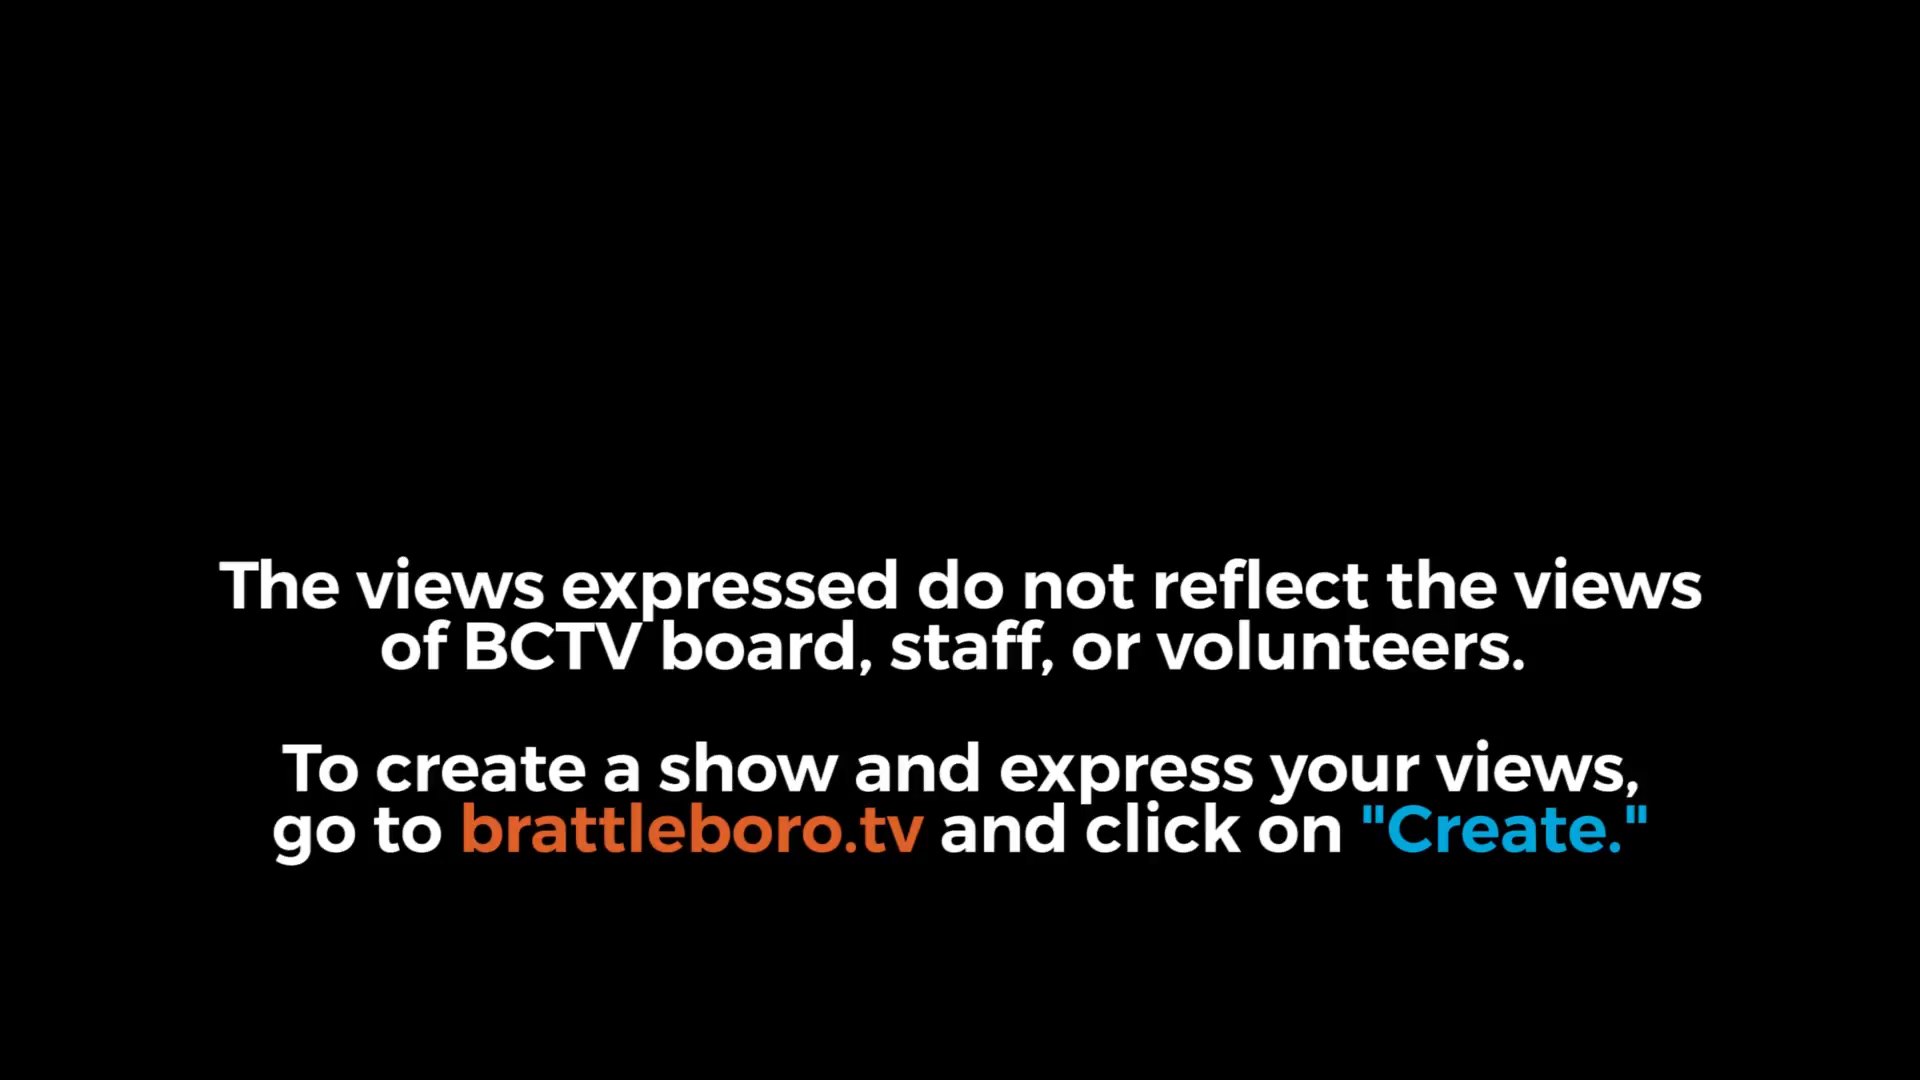 The views expressed do not reflect the views
of BCTV board, staff, or volunteers.
To create a show and express your views,
go to brattleboro.tv and click on "Create."